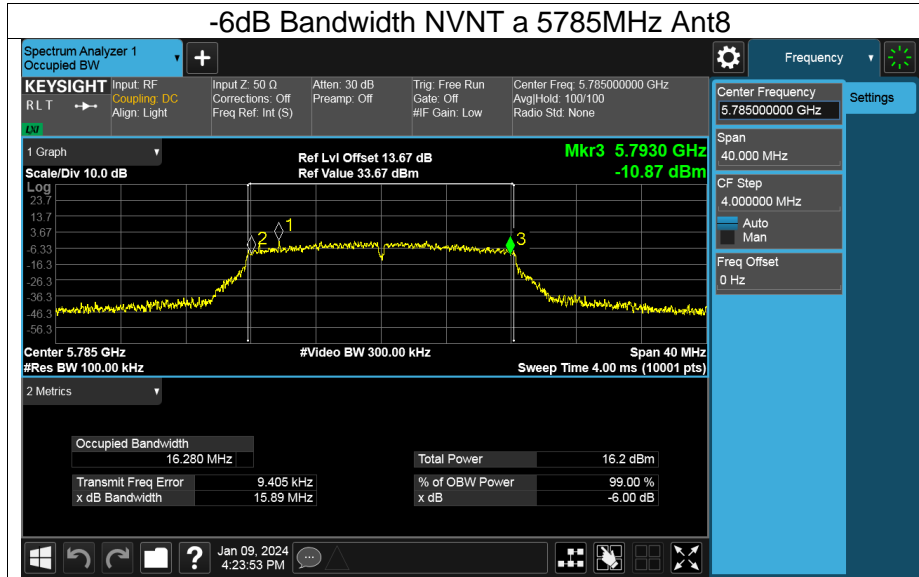 -6dB Bandwidth NVNT a 5785MHz Ant8
Spectrum Analyzer 1
Occupied BW
Frequency
KEYSIGHT
R L T
LXI
Input: RF
Coupling: DC
Align: Light
Input Z: 50 Ω
Corrections: Off
Freq Ref: Int (S)
Atten: 30 dB
Preamp: Off
Trig: Free Run
Gate: Off
#IF Gain: Low
Center Freq: 5.785000000 GHz
Avg|Hold: 100/100
Radio Std: None
Center Frequency
5.785000000 GHz
Settings
Span
40.000 MHz
CF Step
4.000000 MHz
Auto
Man
Freq Offset
0 Hz
1 Graph
Ref Lvl Offset 13.67 dB
Mkr3 5.7930 GHz
Scale/Div 10.0 dB
Ref Value 33.67 dBm
-10.87 dBm
Log
23.7
13.7
3.67
-6.33
-16.3
-26.3
-36.3
-46.3
-56.3
2
1
3
Center 5.785 GHz
#Video BW 300.00 kHz
Span 40 MHz
#Res BW 100.00 kHz
Sweep Time 4.00 ms (10001 pts)
2 Metrics
Occupied Bandwidth
16.280 MHz
Total Power 16.2 dBm
Transmit Freq Error 9.405 kHz
% of OBW Power 99.00 %
x dB Bandwidth 15.89 MHz
x dB -6.00 dB
Jan 09, 2024
4:23:53 PM